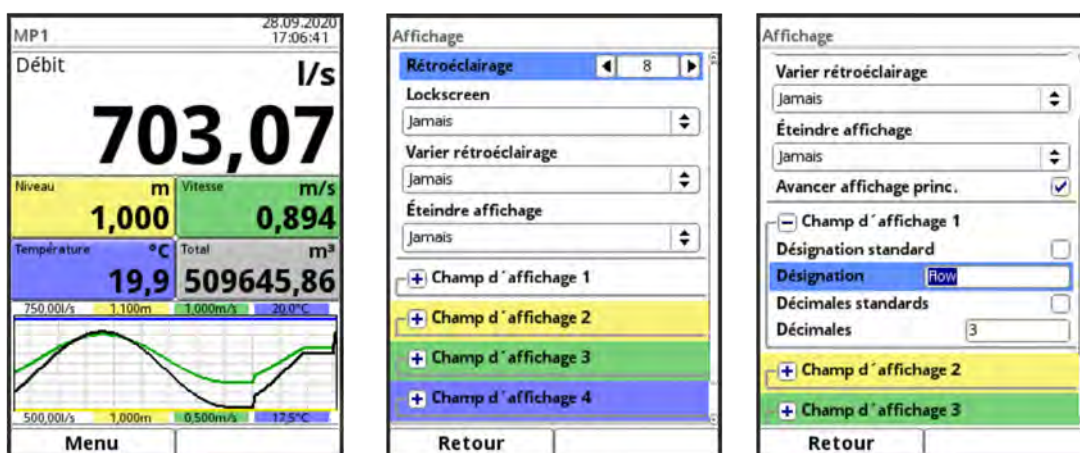 MP1
28.09.2020
17:06:41
Débit
l/s
703,07
Niveau m Vitesse m/s
1,000 0,894
Température °C Total m³
19,9 509645,86
750,00l/s 1,100m 1,000m/s 20,0°C
500,00l/s 1,000m 0,500m/s 17,5°C
Menu
Affichage
Rétroéclairage 8
Lockscreen
Jamais
Varier rétroéclairage
Jamais
Éteindre affichage
Jamais
Champ d´affichage 1
Champ d´affichage 2
Champ d´affichage 3
Champ d´affichage 4
Retour
Affichage
Varier rétroéclairage
Jamais
Éteindre affichage
Jamais
Avancer affichage princ.
Champ d´affichage 1
Désignation standard
Désignation flow
Décimales standards
Décimales 3
Champ d´affichage 2
Champ d´affichage 3
Retour